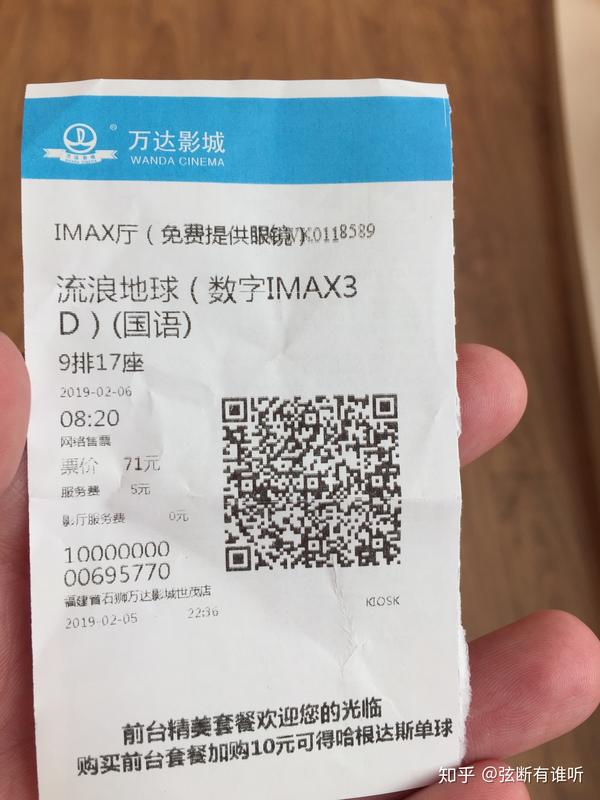 万达影城
WANDA CINEMA
IMAX厅（免费提供眼镜）
流浪地球（数字IMAX3
D）(国语)
9排17座
2019-02-06
08:20
网络售票
票价 71元
服务费 5元
影厅服务费 0元
10000000
00695770
福建省石狮万达影城世茂店
KIOSK
2019-02-05 22:36
前台精美套餐欢迎您的光临
购买前台套餐加购10元可得哈根达斯单球
知乎 @弦断有谁听